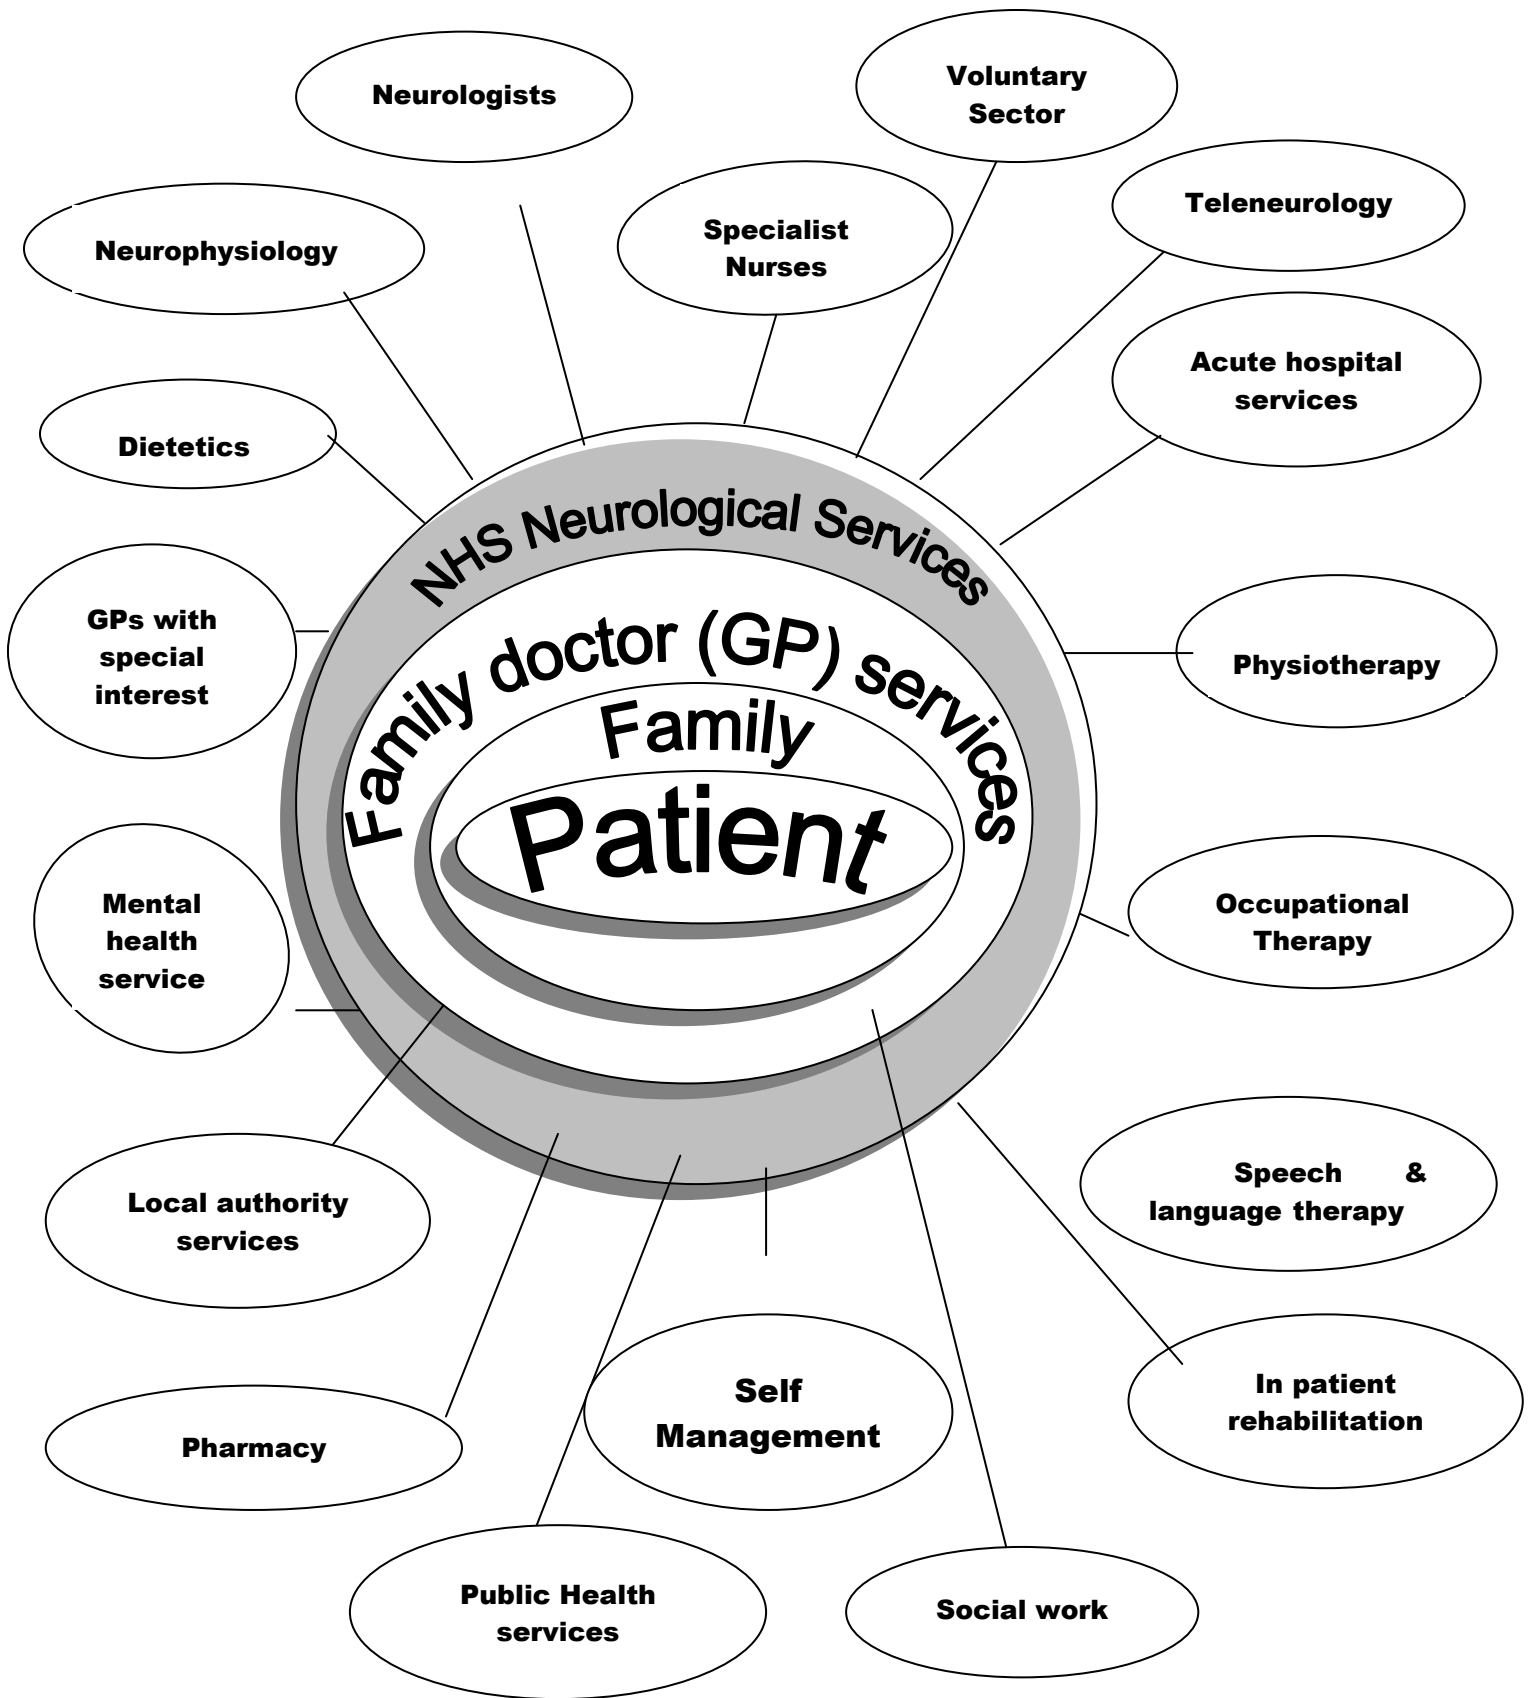 Neurologists
Voluntary
Sector
Teleneurology
Specialist
Nurses
Neurophysiology
Acute hospital
services
Dietetics
NHS Neurological Services
GPs with
special
interest
Family doctor (GP) services
Physiotherapy
Family
Patient
Mental
health
service
Occupational
Therapy
Local authority
services
Speech &
language therapy
Self
Management
In patient
rehabilitation
Pharmacy
Public Health
services
Social work